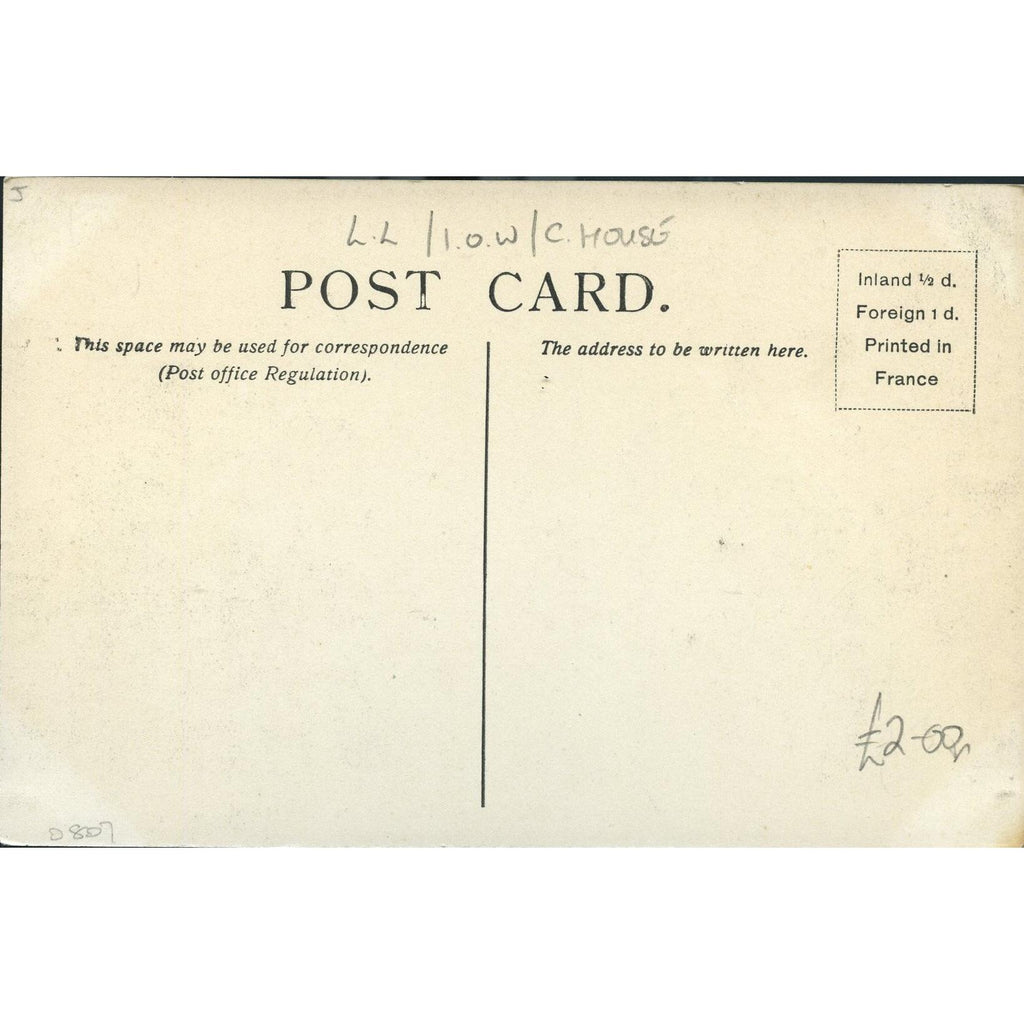 J
L.L / I.O.W / C. HOUSE
POST CARD.
This space may be used for correspondence
(Post office Regulation).
The address to be written here.
Inland ½ d.
Foreign 1 d.
Printed in
France
£2-00
D807